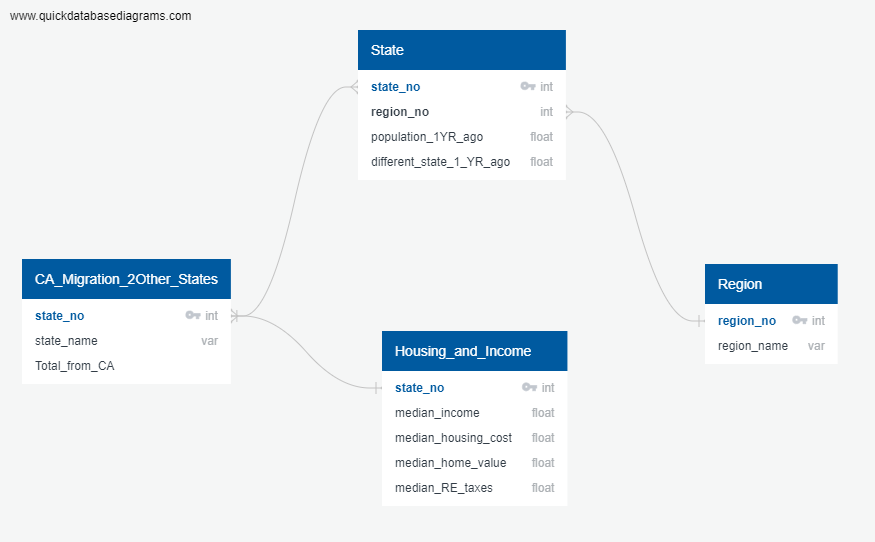 www.quickdatabasediagrams.com
State
state_no int
region_no int
population_1YR_ago float
different_state_1_YR_ago float
CA_Migration_2Other_States
state_no int
state_name var
Total_from_CA
Housing_and_Income
state_no int
median_income float
median_housing_cost float
median_home_value float
median_RE_taxes float
Region
region_no int
region_name var